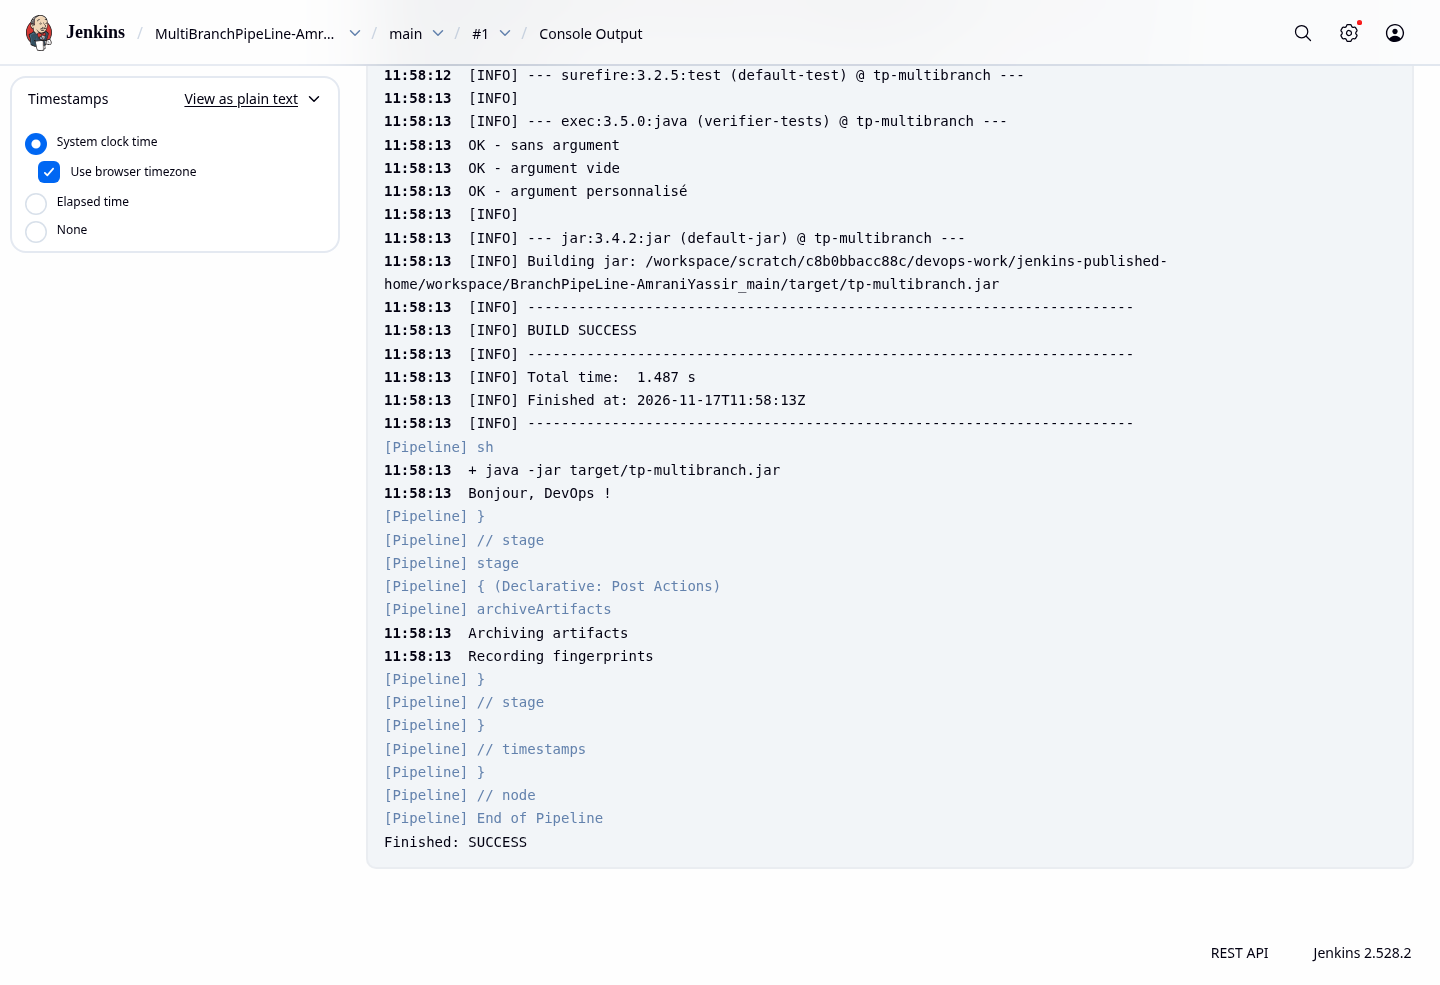 Jenkins / MultiBranchPipeLine-Amr... / main / #1 / Console Output
Timestamps View as plain text
System clock time
Use browser timezone
Elapsed time
None
11:58:12 [INFO] --- surefire:3.2.5:test (default-test) @ tp-multibranch ---
11:58:13 [INFO]
11:58:13 [INFO] --- exec:3.5.0:java (verifier-tests) @ tp-multibranch ---
11:58:13 OK - sans argument
11:58:13 OK - argument vide
11:58:13 OK - argument personnalisé
11:58:13 [INFO]
11:58:13 [INFO] --- jar:3.4.2:jar (default-jar) @ tp-multibranch ---
11:58:13 [INFO] Building jar: /workspace/scratch/c8b0bbacc88c/devops-work/jenkins-published-
home/workspace/BranchPipeLine-AmraniYassir_main/target/tp-multibranch.jar
11:58:13 [INFO] ------------------------------------------------------------------------
11:58:13 [INFO] BUILD SUCCESS
11:58:13 [INFO] ------------------------------------------------------------------------
11:58:13 [INFO] Total time:  1.487 s
11:58:13 [INFO] Finished at: 2026-11-17T11:58:13Z
11:58:13 [INFO] ------------------------------------------------------------------------
[Pipeline] sh
11:58:13 + java -jar target/tp-multibranch.jar
11:58:13 Bonjour, DevOps !
[Pipeline] }
[Pipeline] // stage
[Pipeline] stage
[Pipeline] { (Declarative: Post Actions)
[Pipeline] archiveArtifacts
11:58:13 Archiving artifacts
11:58:13 Recording fingerprints
[Pipeline] }
[Pipeline] // stage
[Pipeline] }
[Pipeline] // timestamps
[Pipeline] }
[Pipeline] // node
[Pipeline] End of Pipeline
Finished: SUCCESS
REST API Jenkins 2.528.2